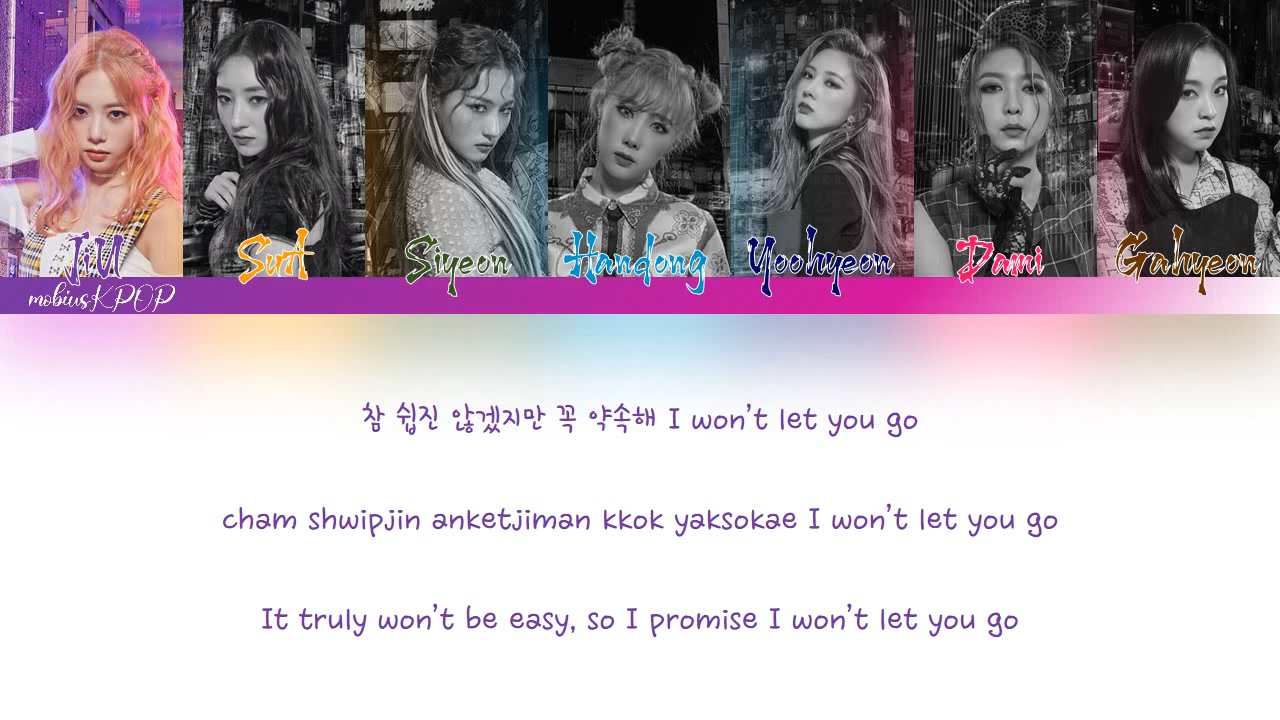 JiU SuA Siyeon Handong Yoohyeon Dami Gahyeon
mobiusKPOP
참 쉽진 않겠지만 꼭 약속해 I won't let you go
cham shwipjin anketjiman kkok yaksokae I won't let you go
It truly won't be easy, so I promise I won't let you go